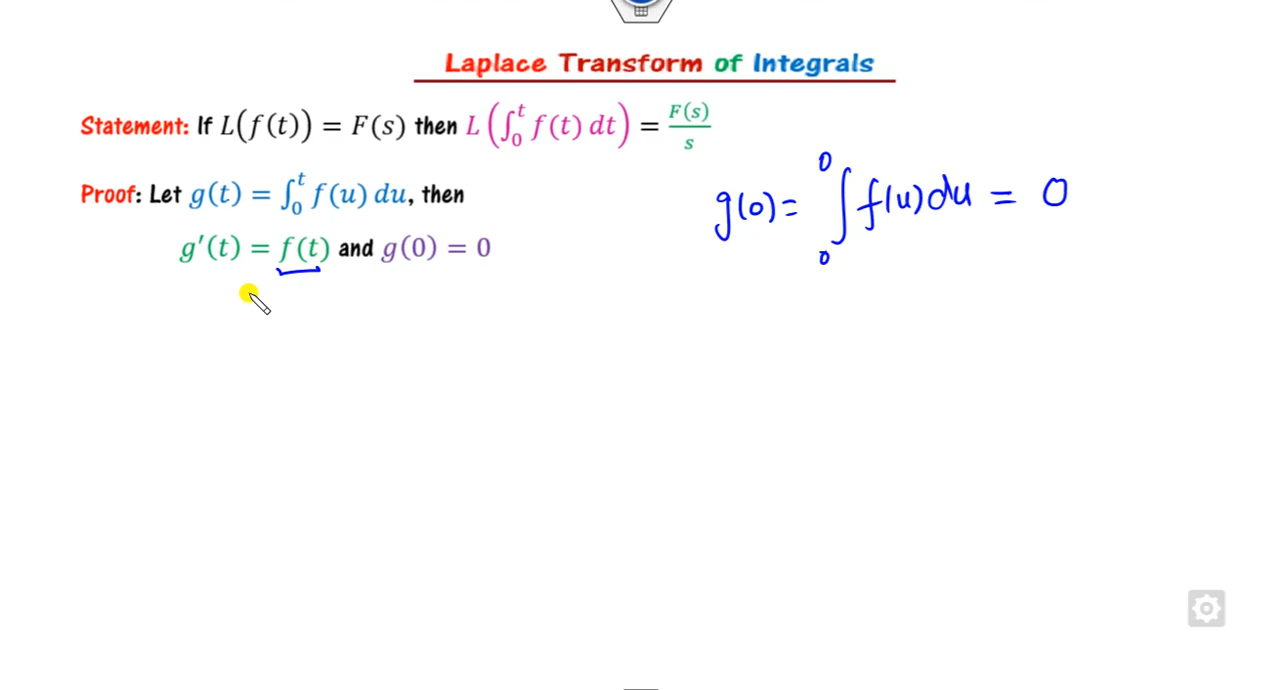 Laplace Transform of Integrals
Statement: If L(f(t)) = F(s) then L(∫₀ᵗ f(t) dt) = F(s)/s
Proof: Let g(t) = ∫₀ᵗ f(u) du, then
g(0) = ∫₀⁰ f(u) du = 0
g′(t) = f(t) and g(0) = 0